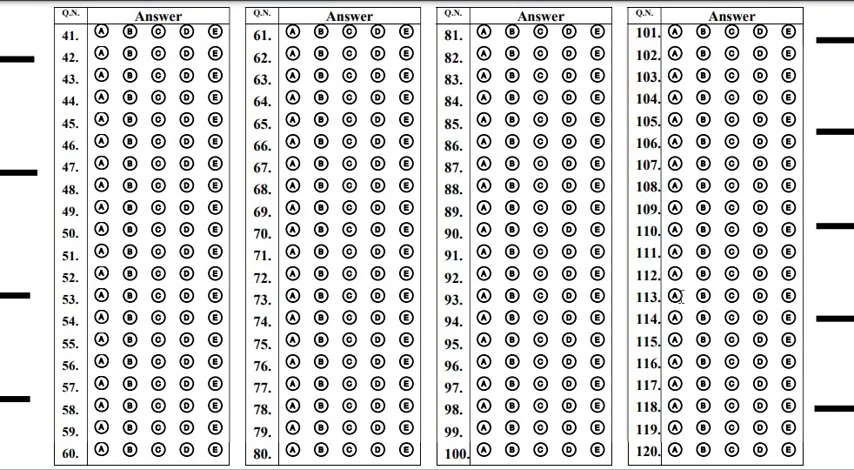 Q.N. Answer Q.N. Answer Q.N. Answer Q.N. Answer
41. A B C D E 61. A B C D E 81. A B C D E 101. A B C D E
42. A B C D E 62. A B C D E 82. A B C D E 102. A B C D E
43. A B C D E 63. A B C D E 83. A B C D E 103. A B C D E
44. A B C D E 64. A B C D E 84. A B C D E 104. A B C D E
45. A B C D E 65. A B C D E 85. A B C D E 105. A B C D E
46. A B C D E 66. A B C D E 86. A B C D E 106. A B C D E
47. A B C D E 67. A B C D E 87. A B C D E 107. A B C D E
48. A B C D E 68. A B C D E 88. A B C D E 108. A B C D E
49. A B C D E 69. A B C D E 89. A B C D E 109. A B C D E
50. A B C D E 70. A B C D E 90. A B C D E 110. A B C D E
51. A B C D E 71. A B C D E 91. A B C D E 111. A B C D E
52. A B C D E 72. A B C D E 92. A B C D E 112. A B C D E
53. A B C D E 73. A B C D E 93. A B C D E 113. A B C D E
54. A B C D E 74. A B C D E 94. A B C D E 114. A B C D E
55. A B C D E 75. A B C D E 95. A B C D E 115. A B C D E
56. A B C D E 76. A B C D E 96. A B C D E 116. A B C D E
57. A B C D E 77. A B C D E 97. A B C D E 117. A B C D E
58. A B C D E 78. A B C D E 98. A B C D E 118. A B C D E
59. A B C D E 79. A B C D E 99. A B C D E 119. A B C D E
60. A B C D E 80. A B C D E 100. A B C D E 120. A B C D E